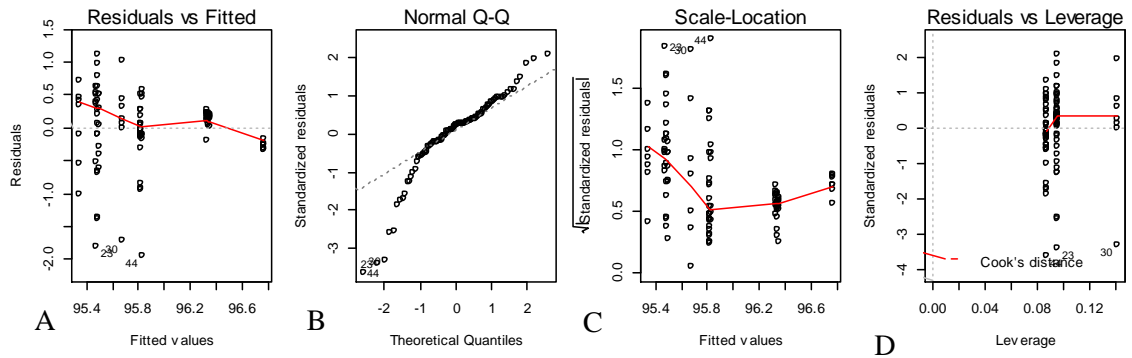 Residuals vs Fitted
Residuals
1.5
0.5
0.0
-1.0
-2.0
23
30
44
95.4
95.8
96.2
96.6
Fitted values
A
Normal Q-Q
Standardized residuals
2
1
0
-1
-3
23
44
30
-2
-1
0
1
2
Theoretical Quantiles
B
Scale-Location
√|Standardized residuals|
1.5
1.0
0.5
0.0
23
30
44
95.4
95.8
96.2
96.6
Fitted values
C
Residuals vs Leverage
Standardized residuals
2
1
0
-1
-2
-4
44
23
30
Cook's distance
0.00
0.04
0.08
0.12
Leverage
D